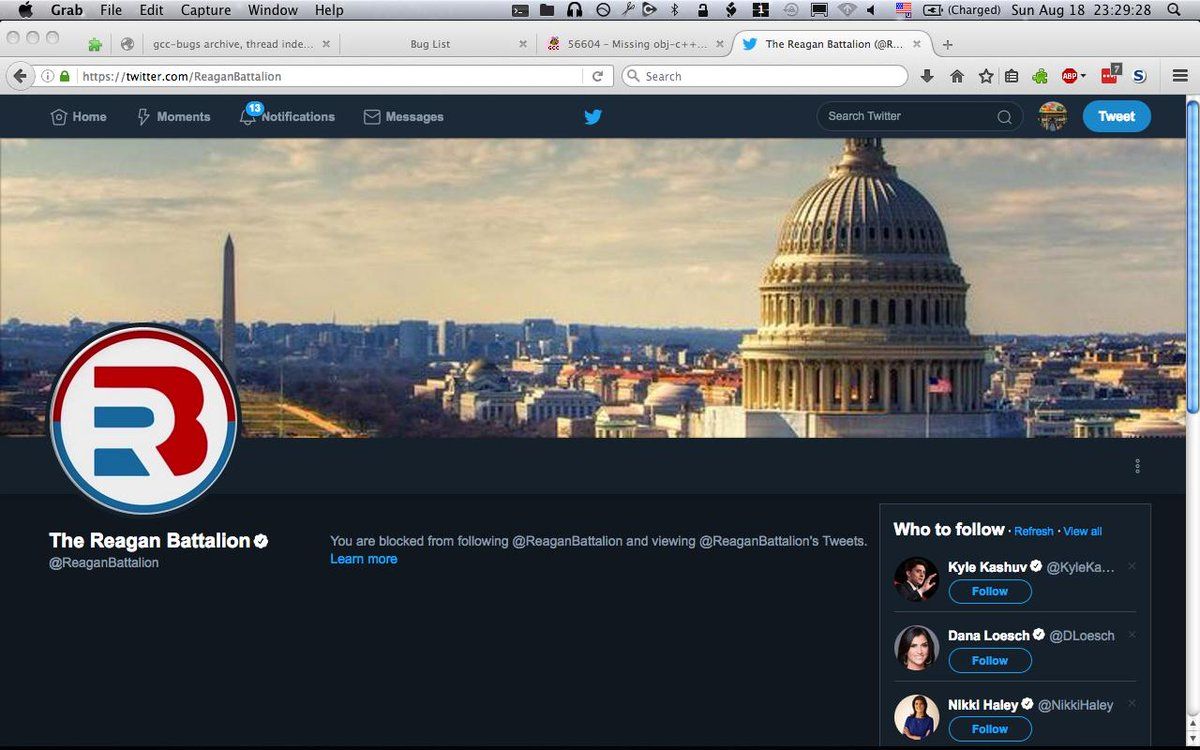 Grab File Edit Capture Window Help 1 (Charged) Sun Aug 18 23:29:28
gcc-bugs archive, thread inde... Bug List 56604 – Missing obj-c++... The Reagan Battalion (@R...
https://twitter.com/ReaganBattalion Search ABP 7 S
Home Moments 13 Notifications Messages Search Twitter Tweet
RB
The Reagan Battalion
@ReaganBattalion
You are blocked from following @ReaganBattalion and viewing @ReaganBattalion's Tweets.
Learn more
Who to follow · Refresh · View all
Kyle Kashuv @KyleKa...
Follow
Dana Loesch @DLoesch
Follow
Nikki Haley @NikkiHaley
Follow